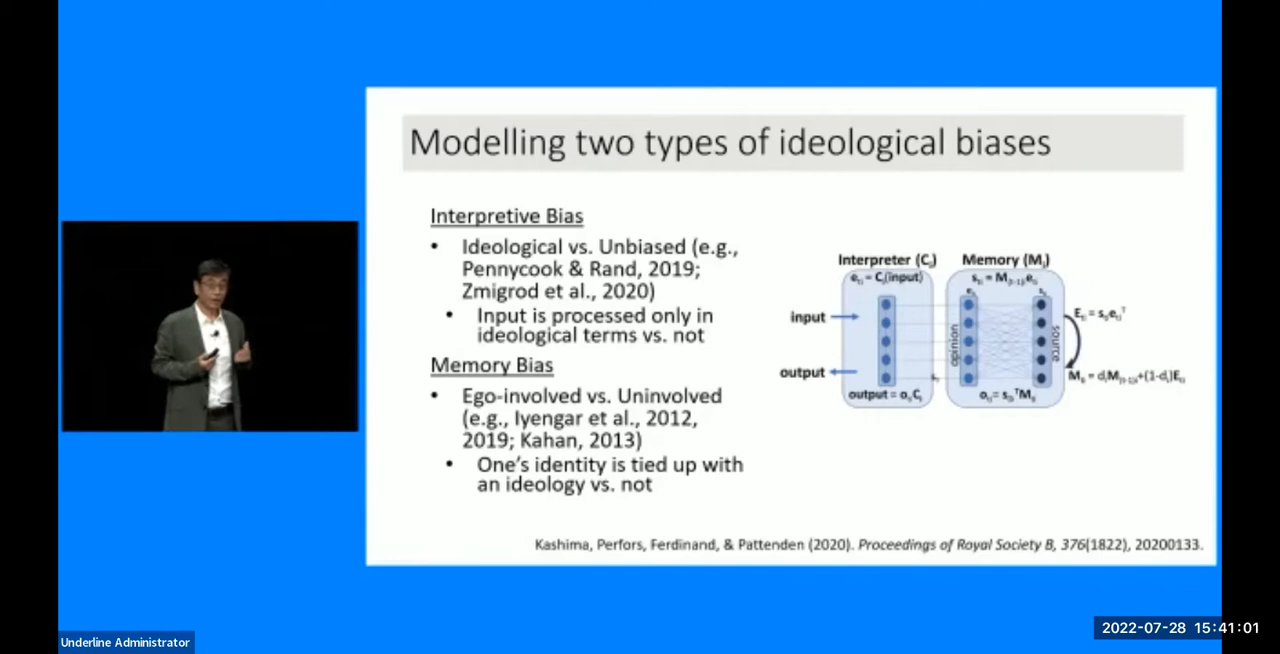 Modelling two types of ideological biases
Interpretive Bias
• Ideological vs. Unbiased (e.g.,
Pennycook & Rand, 2019;
Zmigrod et al., 2020)
• Input is processed only in
ideological terms vs. not
Memory Bias
• Ego-involved vs. Uninvolved
(e.g., Iyengar et al., 2012,
2019; Kahan, 2013)
• One's identity is tied up with
an ideology vs. not
Interpreter (Cᵢ)
input
output
Memory (Mᵢ)
opinion
source
Kashima, Perfors, Ferdinand, & Pattenden (2020). Proceedings of Royal Society B, 376(1822), 20200133.
Underline Administrator
2022-07-28 15:41:01